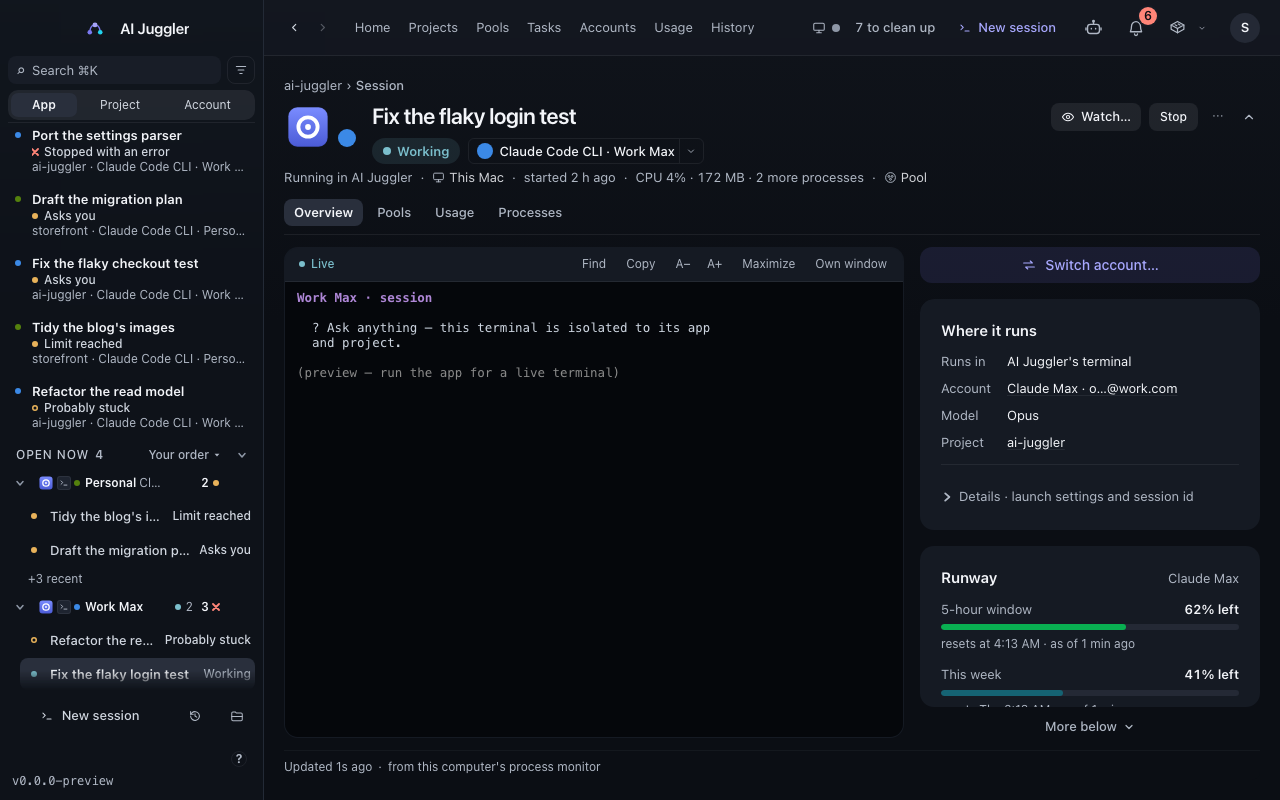 AI Juggler
Search ⌘K
App Project Account
Port the settings parser
Stopped with an error
ai-juggler · Claude Code CLI · Work ...
Draft the migration plan
Asks you
storefront · Claude Code CLI · Perso...
Fix the flaky checkout test
Asks you
ai-juggler · Claude Code CLI · Work ...
Tidy the blog's images
Limit reached
storefront · Claude Code CLI · Perso...
Refactor the read model
Probably stuck
ai-juggler · Claude Code CLI · Work ...
OPEN NOW 4 Your order
Personal Cl... 2
Tidy the blog's i... Limit reached
Draft the migration p... Asks you
+3 recent
Work Max 2 3
Refactor the re... Probably stuck
Fix the flaky login test Working
New session
?
v0.0.0-preview
Home Projects Pools Tasks Accounts Usage History 7 to clean up New session 6 S
ai-juggler › Session
Fix the flaky login test
Watch... Stop ...
Working Claude Code CLI · Work Max
Running in AI Juggler · This Mac · started 2 h ago · CPU 4% · 172 MB · 2 more processes · Pool
Overview Pools Usage Processes
Live Find Copy A− A+ Maximize Own window
Work Max · session
? Ask anything — this terminal is isolated to its app
and project.
(preview — run the app for a live terminal)
Switch account...
Where it runs
Runs in AI Juggler's terminal
Account Claude Max · o...@work.com
Model Opus
Project ai-juggler
Details · launch settings and session id
Runway Claude Max
5-hour window 62% left
resets at 4:13 AM · as of 1 min ago
This week 41% left
More below
Updated 1s ago · from this computer's process monitor